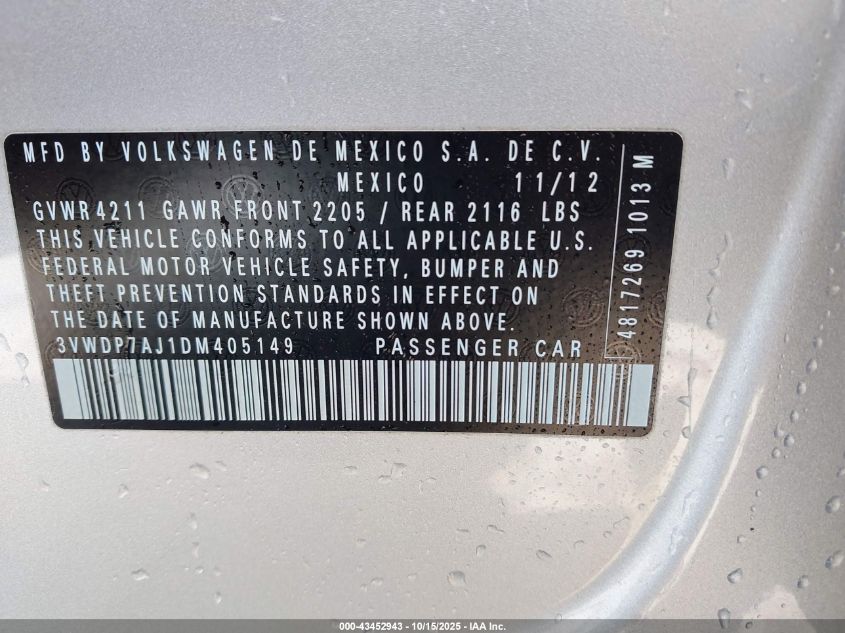 MFD BY VOLKSWAGEN DE MEXICO S.A. DE C.V.
MEXICO 11/12
GVWR 4211 GAWR FRONT 2205 / REAR 2116 LBS
THIS VEHICLE CONFORMS TO ALL APPLICABLE U.S.
FEDERAL MOTOR VEHICLE SAFETY, BUMPER AND
THEFT PREVENTION STANDARDS IN EFFECT ON
THE DATE OF MANUFACTURE SHOWN ABOVE.
3VWDP7AJ1DM405149 PASSENGER CAR
4817269 1013 M
000-43452943 - 10/15/2025 - IAA Inc.